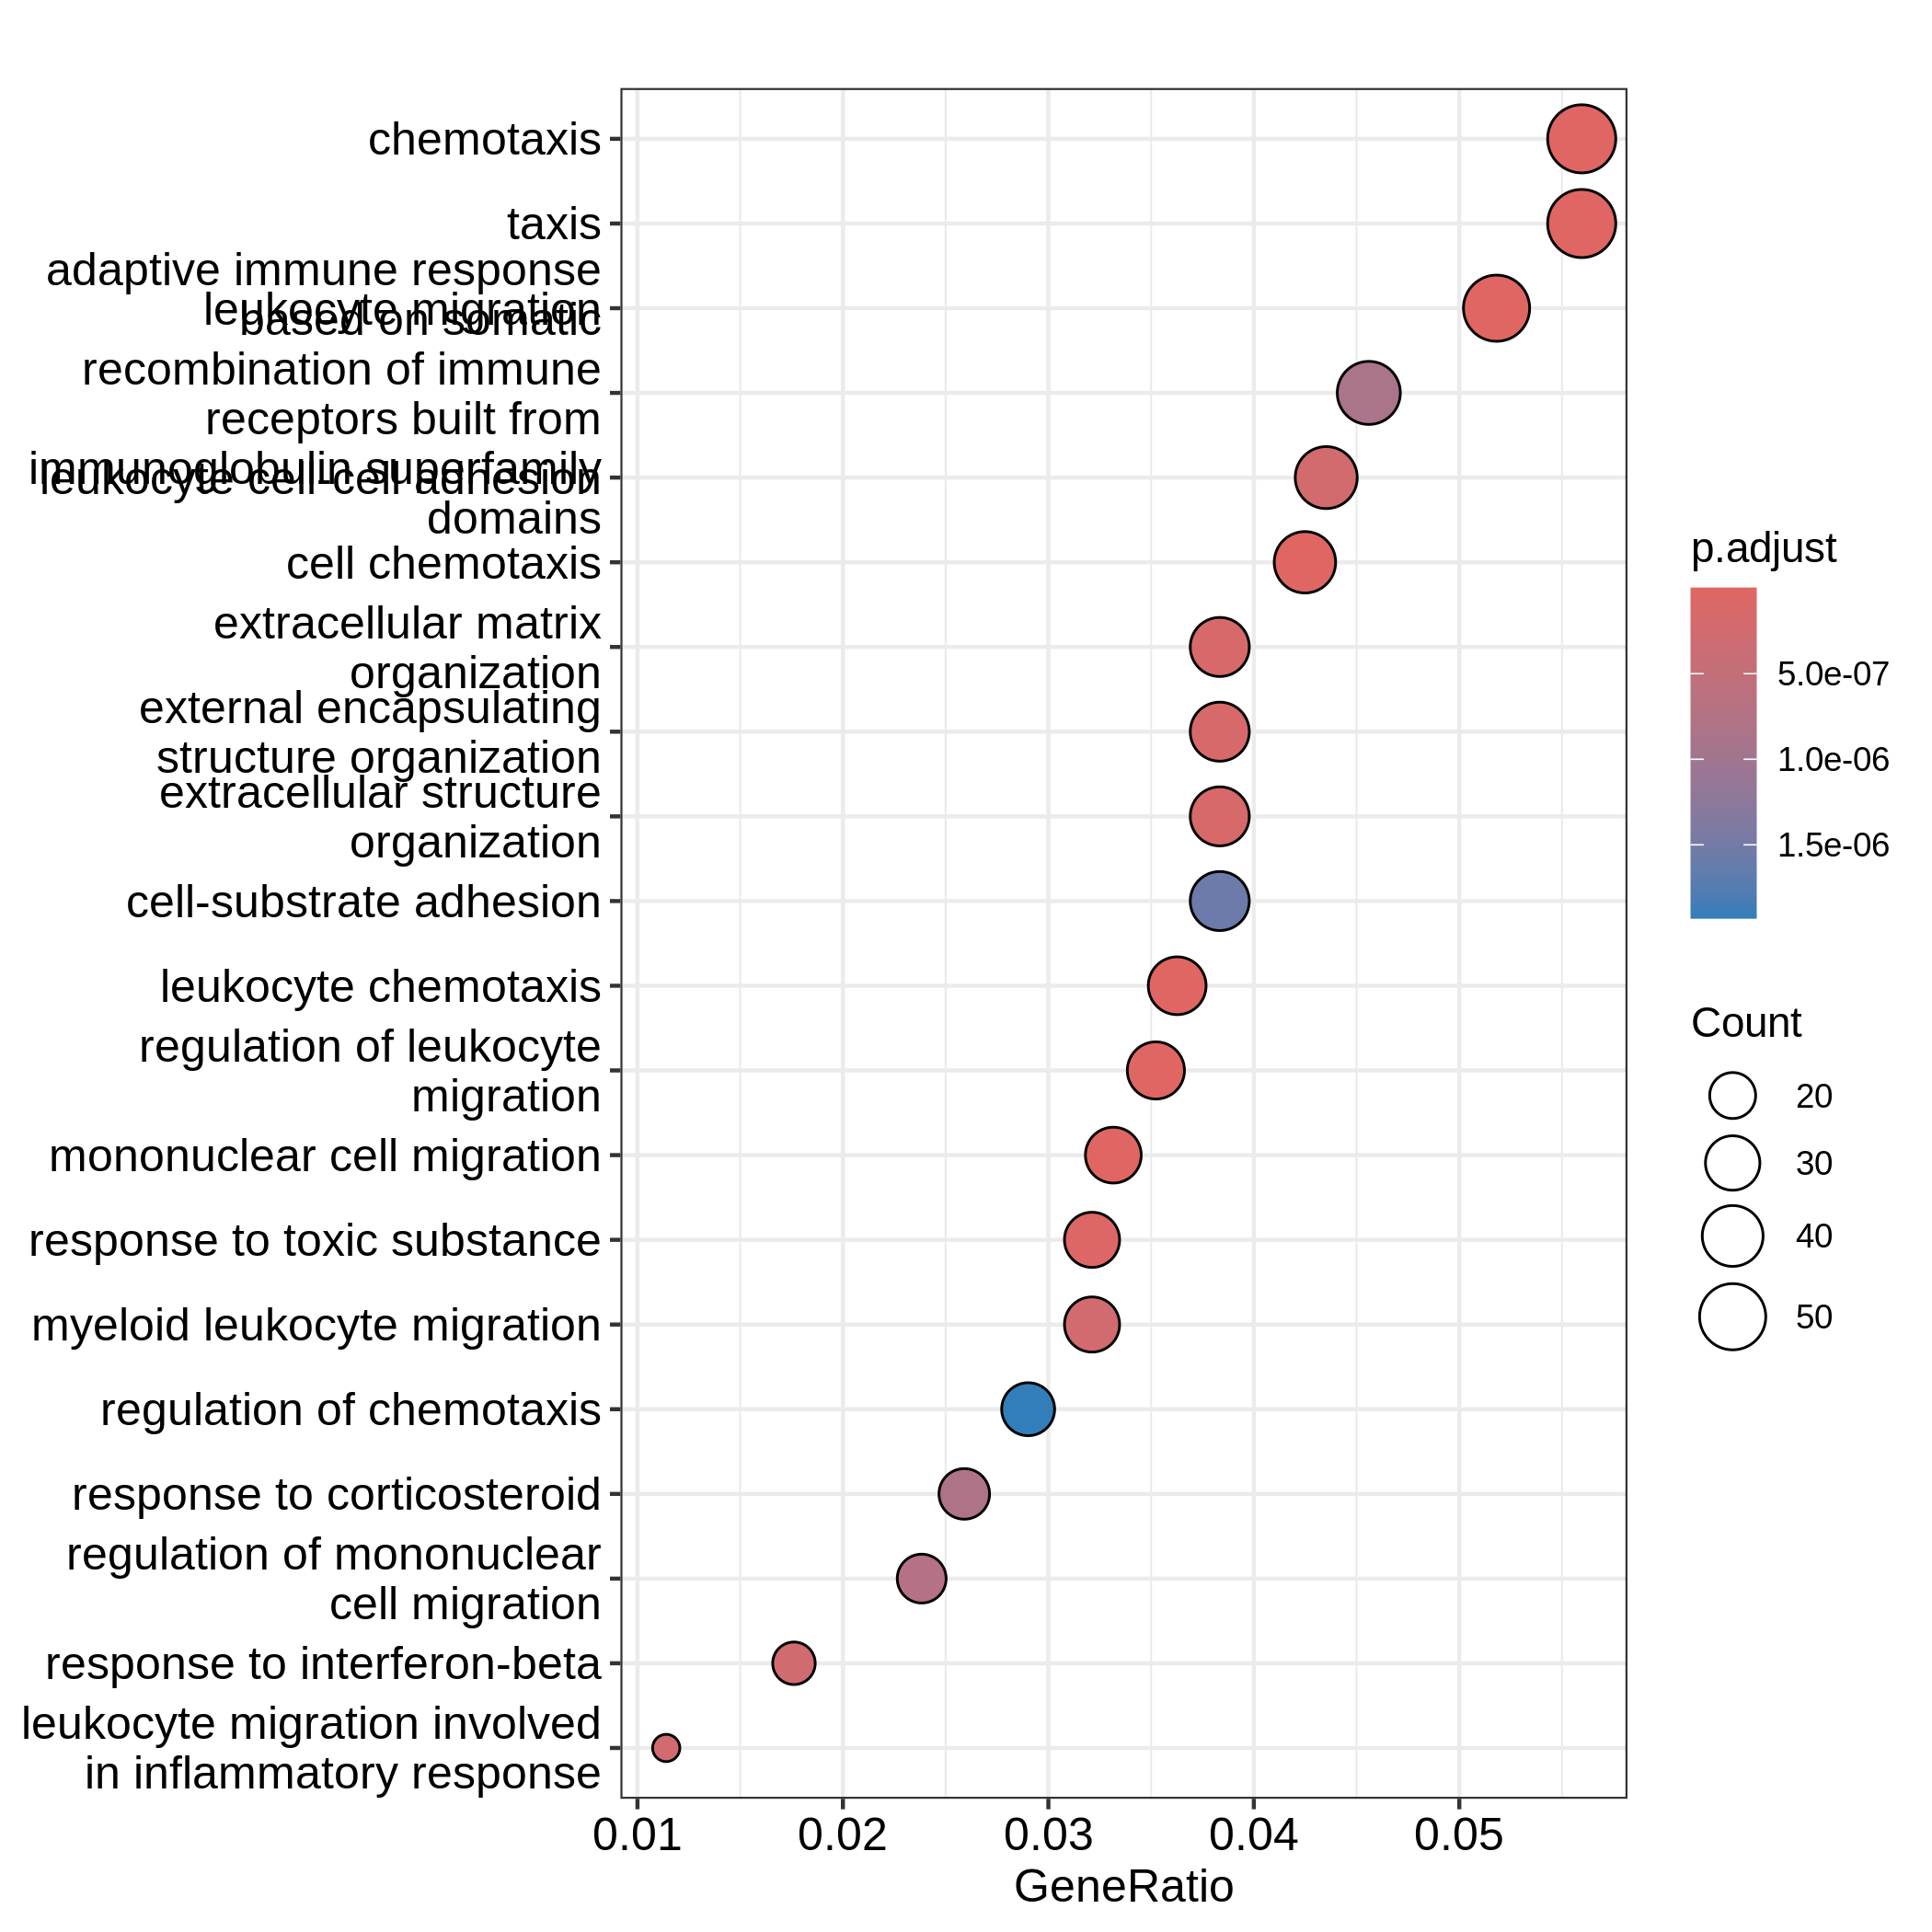 chemotaxis
taxis
adaptive immune response
leukocyte migration
based on somatic
recombination of immune
receptors built from
immunoglobulin superfamily
leukocyte cell-cell adhesion
domains
cell chemotaxis
extracellular matrix
organization
external encapsulating
structure organization
extracellular structure
organization
cell-substrate adhesion
leukocyte chemotaxis
regulation of leukocyte
migration
mononuclear cell migration
response to toxic substance
myeloid leukocyte migration
regulation of chemotaxis
response to corticosteroid
regulation of mononuclear
cell migration
response to interferon-beta
leukocyte migration involved
in inflammatory response
0.01 0.02 0.03 0.04 0.05
GeneRatio
p.adjust
5.0e-07
1.0e-06
1.5e-06
Count
20
30
40
50